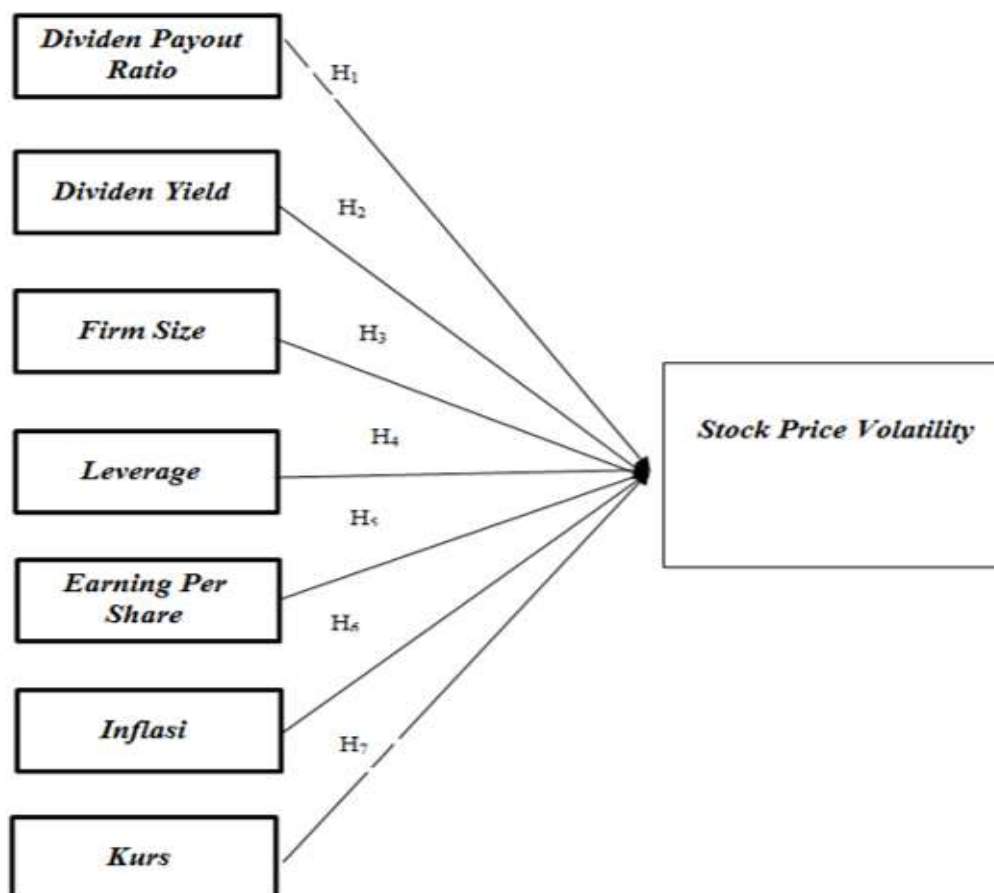 Dividen Payout
Ratio
H₁
Dividen Yield
H₂
Firm Size
H₃
Stock Price Volatility
H₄
Leverage
H₅
Earning Per
Share
H₆
Inflasi
H₇
Kurs